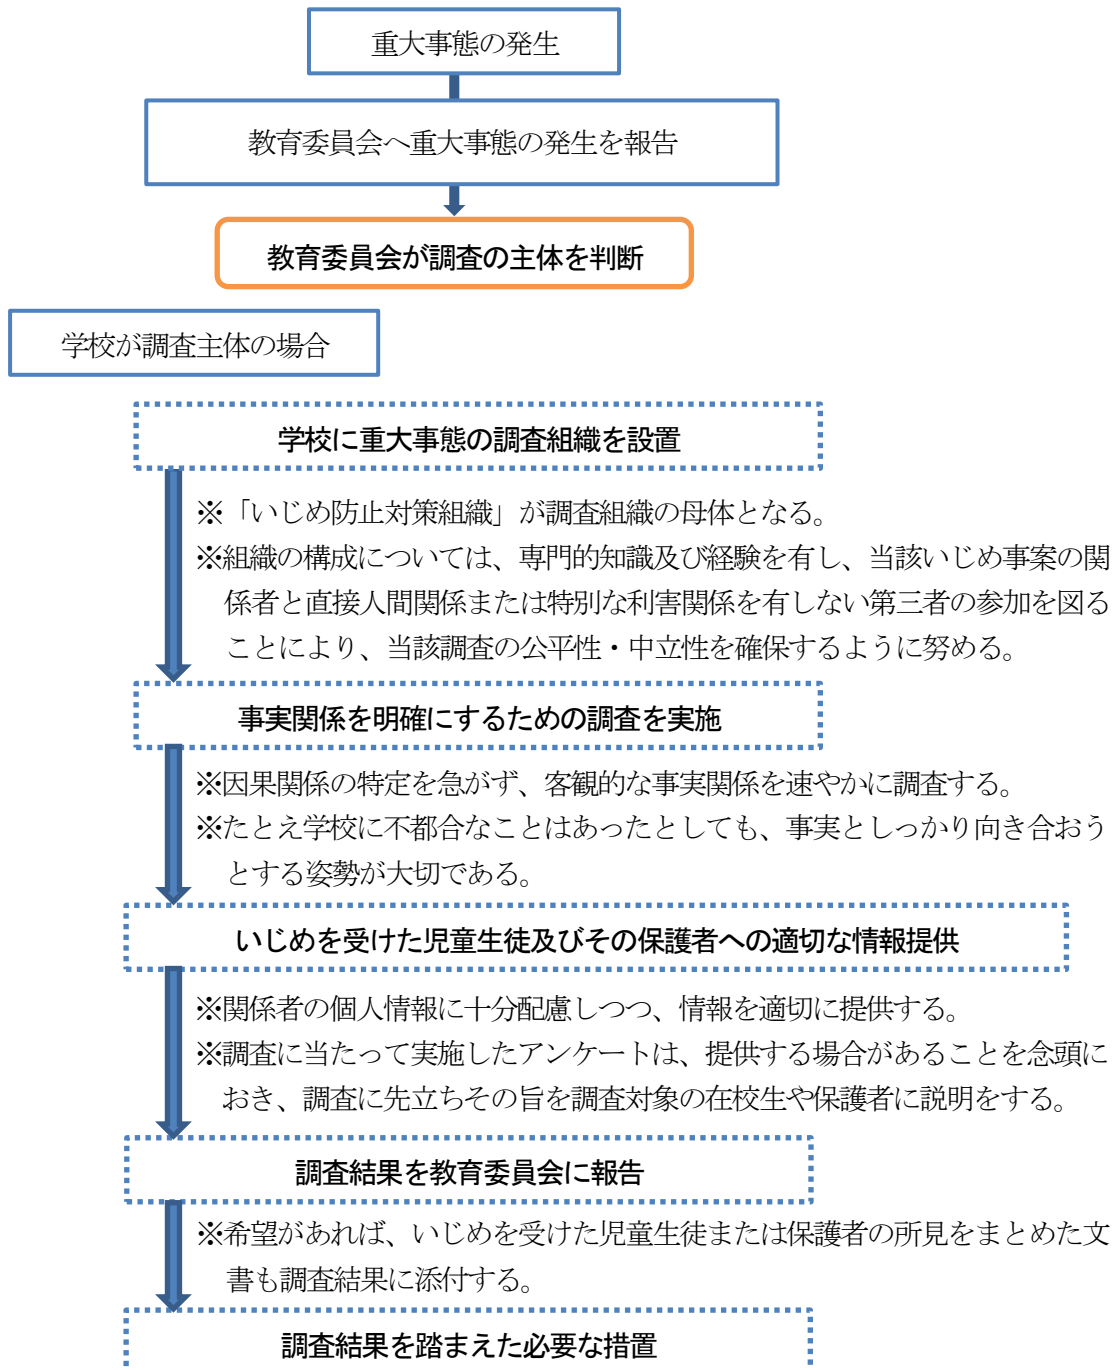 重大事態の発生
教育委員会へ重大事態の発生を報告
教育委員会が調査の主体を判断
学校が調査主体の場合
学校に重大事態の調査組織を設置
※「いじめ防止対策組織」が調査組織の母体となる。
※組織の構成については、専門的知識及び経験を有し、当該いじめ事案の関
係者と直接人間関係または特別な利害関係を有しない第三者の参加を図る
ことにより、当該調査の公平性・中立性を確保するように努める。
事実関係を明確にするための調査を実施
※因果関係の特定を急がず、客観的な事実関係を速やかに調査する。
※たとえ学校に不都合なことはあったとしても、事実としっかり向き合おう
とする姿勢が大切である。
いじめを受けた児童生徒及びその保護者への適切な情報提供
※関係者の個人情報に十分配慮しつつ、情報を適切に提供する。
※調査に当たって実施したアンケートは、提供する場合があることを念頭に
おき、調査に先立ちその旨を調査対象の在校生や保護者に説明をする。
調査結果を教育委員会に報告
※希望があれば、いじめを受けた児童生徒または保護者の所見をまとめた文
書も調査結果に添付する。
調査結果を踏まえた必要な措置